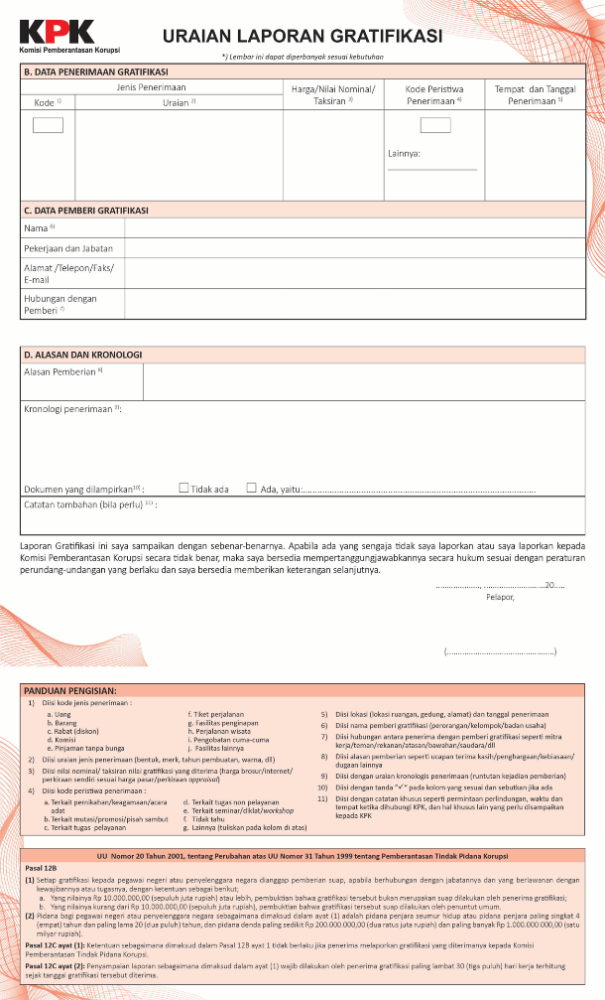 KPK
Komisi Pemberantasan Korupsi
URAIAN LAPORAN GRATIFIKASI
*) Lembar ini dapat diperbanyak sesuai kebutuhan
B. DATA PENERIMAAN GRATIFIKASI
Jenis Penerimaan
Kode 1)
Uraian 2)
Harga/Nilai Nominal/
Taksiran 3)
Kode Peristiwa
Penerimaan 4)
Tempat dan Tanggal
Penerimaan 5)
Lainnya:
C. DATA PEMBERI GRATIFIKASI
Nama 6)
Pekerjaan dan Jabatan
Alamat /Telepon/Faks/
E-mail
Hubungan dengan
Pemberi 7)
D. ALASAN DAN KRONOLOGI
Alasan Pemberian 8)
Kronologi penerimaan 9):
Dokumen yang dilampirkan10) : Tidak ada Ada, yaitu:..........................................................................................
Catatan tambahan (bila perlu) 11) :
Laporan Gratifikasi ini saya sampaikan dengan sebenar-benarnya. Apabila ada yang sengaja tidak saya laporkan atau saya laporkan kepada
Komisi Pemberantasan Korupsi secara tidak benar, maka saya bersedia mempertanggungjawabkannya secara hukum sesuai dengan peraturan
perundang-undangan yang berlaku dan saya bersedia memberikan keterangan selanjutnya.
................., ...........................20.....
Pelapor,
(................................................)
PANDUAN PENGISIAN:
1) Diisi kode jenis penerimaan :
a. Uang
b. Barang
c. Rabat (diskon)
d. Komisi
e. Pinjaman tanpa bunga
f. Tiket perjalanan
g. Fasilitas penginapan
h. Perjalanan wisata
i. Pengobatan cuma-cuma
j. Fasilitas lainnya
2) Diisi uraian jenis penerimaan (bentuk, merk, tahun pembuatan, warna, dll)
3) Diisi nilai nominal/ taksiran nilai gratifikasi yang diterima (harga brosur/internet/
perkiraan sendiri sesuai harga pasar/perkiraan appraisal)
4) Diisi kode peristiwa penerimaan :
a. Terkait pernikahan/keagamaan/acara
adat
b. Terkait mutasi/promosi/pisah sambut
c. Terkait tugas pelayanan
d. Terkait tugas non pelayanan
e. Terkait seminar/diklat/workshop
f. Tidak tahu
g. Lainnya (tuliskan pada kolom di atas)
5) Diisi lokasi (lokasi ruangan, gedung, alamat) dan tanggal penerimaan
6) Diisi nama pemberi gratifikasi (perorangan/kelompok/badan usaha)
7) Diisi hubungan antara penerima dengan pemberi gratifikasi seperti mitra
kerja/teman/rekanan/atasan/bawahan/saudara/dll
8) Diisi alasan pemberian seperti ucapan terima kasih/penghargaan/kebiasaan/
dugaan lainnya
9) Diisi dengan uraian kronologis penerimaan (runtutan kejadian pemberian)
10) Diisi dengan tanda "✓" pada kolom yang sesuai dan sebutkan jika ada
11) Diisi dengan catatan khusus seperti permintaan perlindungan, waktu dan
tempat ketika dihubungi KPK, dan hal khusus lain yang perlu disampaikan
kepada KPK
UU Nomor 20 Tahun 2001, tentang Perubahan atas UU Nomor 31 Tahun 1999 tentang Pemberantasan Tindak Pidana Korupsi
Pasal 12B
(1) Setiap gratifikasi kepada pegawai negeri atau penyelenggara negara dianggap pemberian suap, apabila berhubungan dengan jabatannya dan yang berlawanan dengan
kewajibannya atau tugasnya, dengan ketentuan sebagai berikut;
a. Yang nilainya Rp 10.000.000,00 (sepuluh juta rupiah) atau lebih, pembuktian bahwa gratifikasi tersebut bukan merupakan suap dilakukan oleh penerima gratifikasi;
b. Yang nilainya kurang dari Rp 10.000.000,00 (sepuluh juta rupiah), pembuktian bahwa gratifikasi tersebut suap dilakukan oleh penuntut umum.
(2) Pidana bagi pegawai negeri atau penyelenggara negara sebagaimana dimaksud dalam ayat (1) adalah pidana penjara seumur hidup atau pidana penjara paling singkat 4
(empat) tahun dan paling lama 20 (dua puluh) tahun, dan pidana denda paling sedikit Rp 200.000.000,00 (dua ratus juta rupiah) dan paling banyak Rp 1.000.000.000,00 (satu
milyar rupiah).
Pasal 12C ayat (1): Ketentuan sebagaimana dimaksud dalam Pasal 12B ayat 1 tidak berlaku jika penerima melaporkan gratifikasi yang diterimanya kepada Komisi
Pemberantasan Tindak Pidana Korupsi.
Pasal 12C ayat (2): Penyampaian laporan sebagaimana dimaksud dalam ayat (1) wajib dilakukan oleh penerima gratifikasi paling lambat 30 (tiga puluh) hari kerja terhitung
sejak tanggal gratifikasi tersebut diterima.